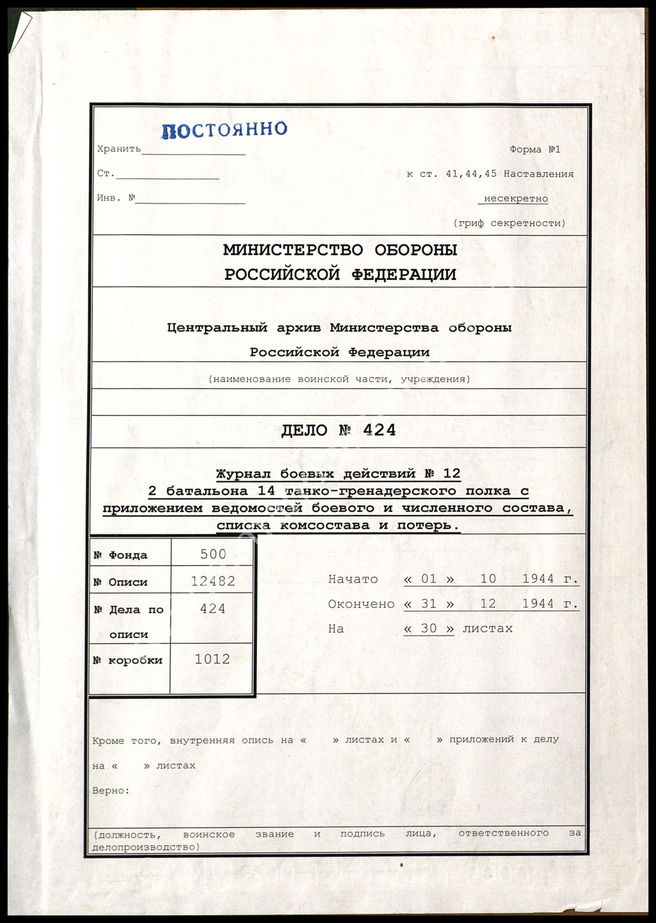 ПОСТОЯННО
Хранить
Форма №1
Ст.
к ст. 41,44,45 Наставления
Инв. №
несекретно
(гриф секретности)
МИНИСТЕРСТВО ОБОРОНЫ
РОССИЙСКОЙ ФЕДЕРАЦИИ
Центральный архив Министерства обороны
Российской Федерации
(наименование воинской части, учреждения)
ДЕЛО № 424
Журнал боевых действий № 12
2 батальона 14 танко-гренадерского полка с
приложением ведомостей боевого и численного состава,
списка комсостава и потерь.
№ Фонда 500
№ Описи 12482
№ Дела по описи 424
№ коробки 1012
Начато « 01 » 10 1944 г.
Окончено « 31 » 12 1944 г.
На « 30 » листах
Кроме того, внутренняя опись на « » листах и « » приложений к делу
на « » листах
Верно:
(должность, воинское звание и подпись лица, ответственного за
делопроизводство)